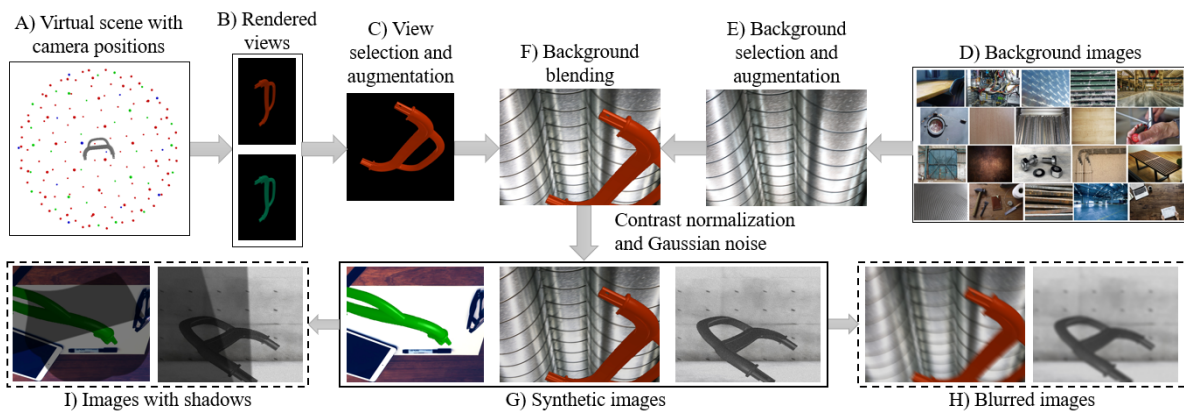 A) Virtual scene with
camera positions
B) Rendered
views
C) View
selection and
augmentation
F) Background
blending
E) Background
selection and
augmentation
D) Background images
Contrast normalization
and Gaussian noise
I) Images with shadows
G) Synthetic images
H) Blurred images